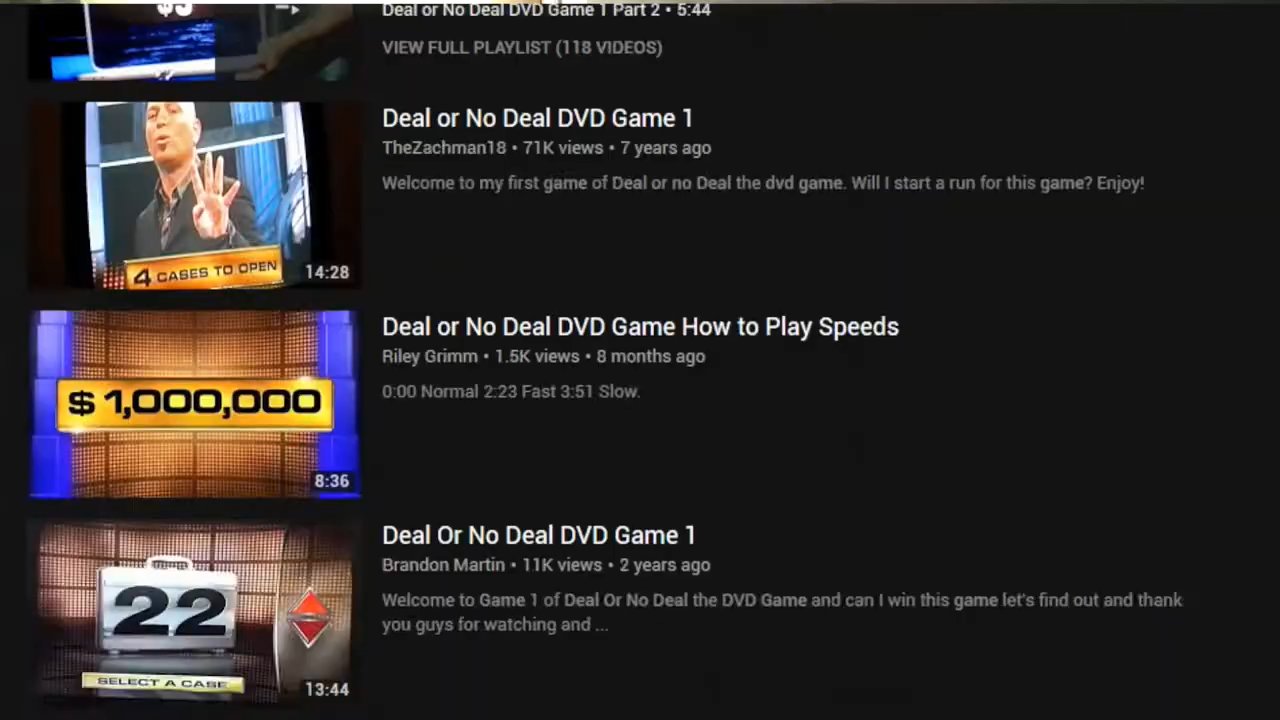 $5
Deal or No Deal DVD Game 1 Part 2 • 5:44
VIEW FULL PLAYLIST (118 VIDEOS)
4 CASES TO OPEN
14:28
Deal or No Deal DVD Game 1
TheZachman18 • 71K views • 7 years ago
Welcome to my first game of Deal or no Deal the dvd game. Will I start a run for this game? Enjoy!
$ 1,000,000
8:36
Deal or No Deal DVD Game How to Play Speeds
Riley Grimm • 1.5K views • 8 months ago
0:00 Normal 2:23 Fast 3:51 Slow.
22
SELECT A CASE
13:44
Deal Or No Deal DVD Game 1
Brandon Martin • 11K views • 2 years ago
Welcome to Game 1 of Deal Or No Deal the DVD Game and can I win this game let's find out and thank
you guys for watching and ...